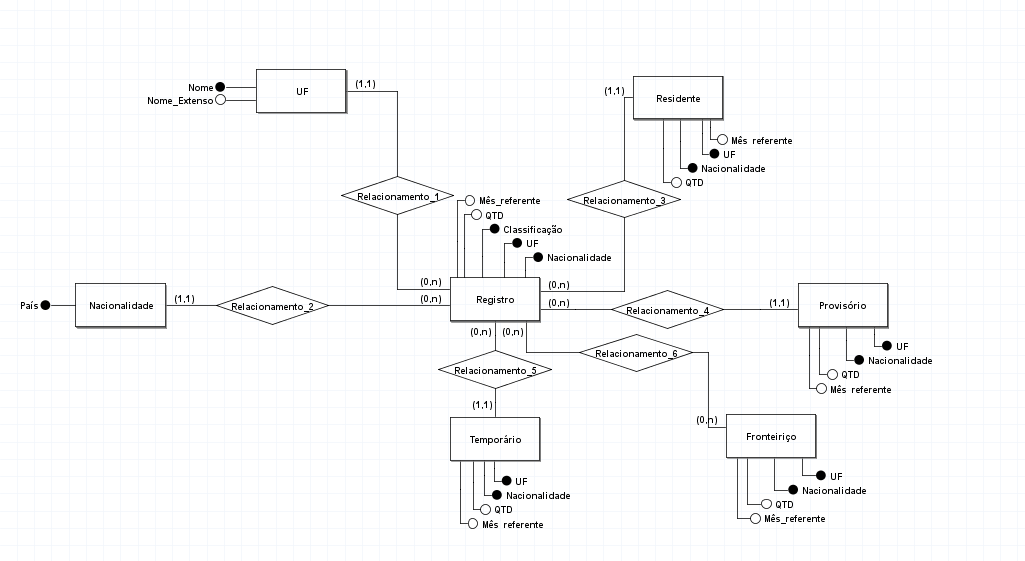 UF
Nome
Nome_Extenso
(1,1)
Relacionamento_1
(0,n)
Residente
(1,1)
Mês referente
UF
Nacionalidade
QTD
Relacionamento_3
(0,n)
Mês_referente
QTD
Classificação
UF
Nacionalidade
Registro
País
Nacionalidade
(1,1)
Relacionamento_2
(0,n)
(0,n)
Relacionamento_4
(1,1)
Provisório
UF
Nacionalidade
QTD
Mês referente
(0,n)
Relacionamento_5
(1,1)
Temporário
UF
Nacionalidade
QTD
Mês referente
(0,n)
Relacionamento_6
(0,n)
Fronteiriço
UF
Nacionalidade
QTD
Mês_referente